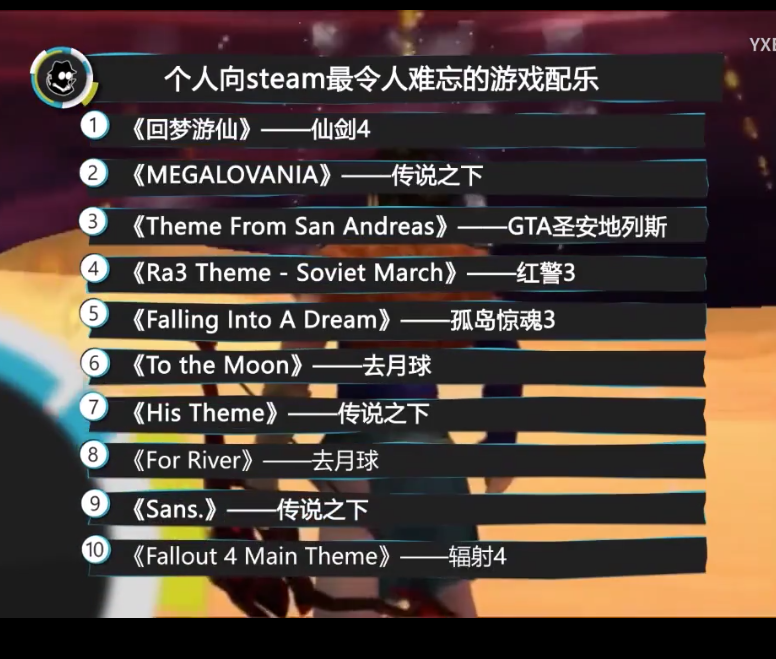 YXE
个人向steam最令人难忘的游戏配乐
1 《回梦游仙》——仙剑4
2 《MEGALOVANIA》——传说之下
3 《Theme From San Andreas》——GTA圣安地列斯
4 《Ra3 Theme - Soviet March》——红警3
5 《Falling Into A Dream》——孤岛惊魂3
6 《To the Moon》——去月球
7 《His Theme》——传说之下
8 《For River》——去月球
9 《Sans.》——传说之下
10 《Fallout 4 Main Theme》——辐射4